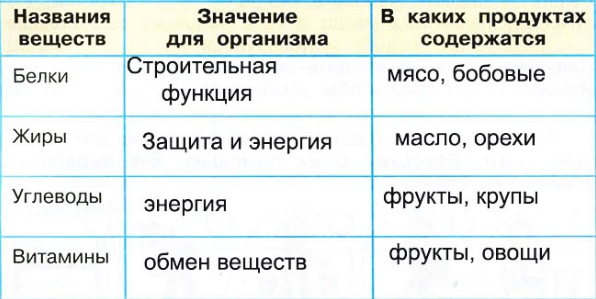 Названия веществ
Значение для организма
В каких продуктах содержатся
Белки
Строительная функция
мясо, бобовые
Жиры
Защита и энергия
масло, орехи
Углеводы
энергия
фрукты, крупы
Витамины
обмен веществ
фрукты, овощи